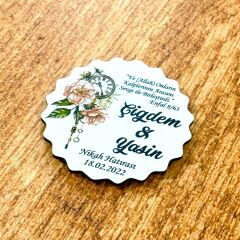 "Ve (Allah) Onların
Kalplerinin Arasını
Sevgi ile Birleştirdi."
Enfal 8/63
Çiğdem
&
Yasin
Nikah Hatırası
18.02.2022